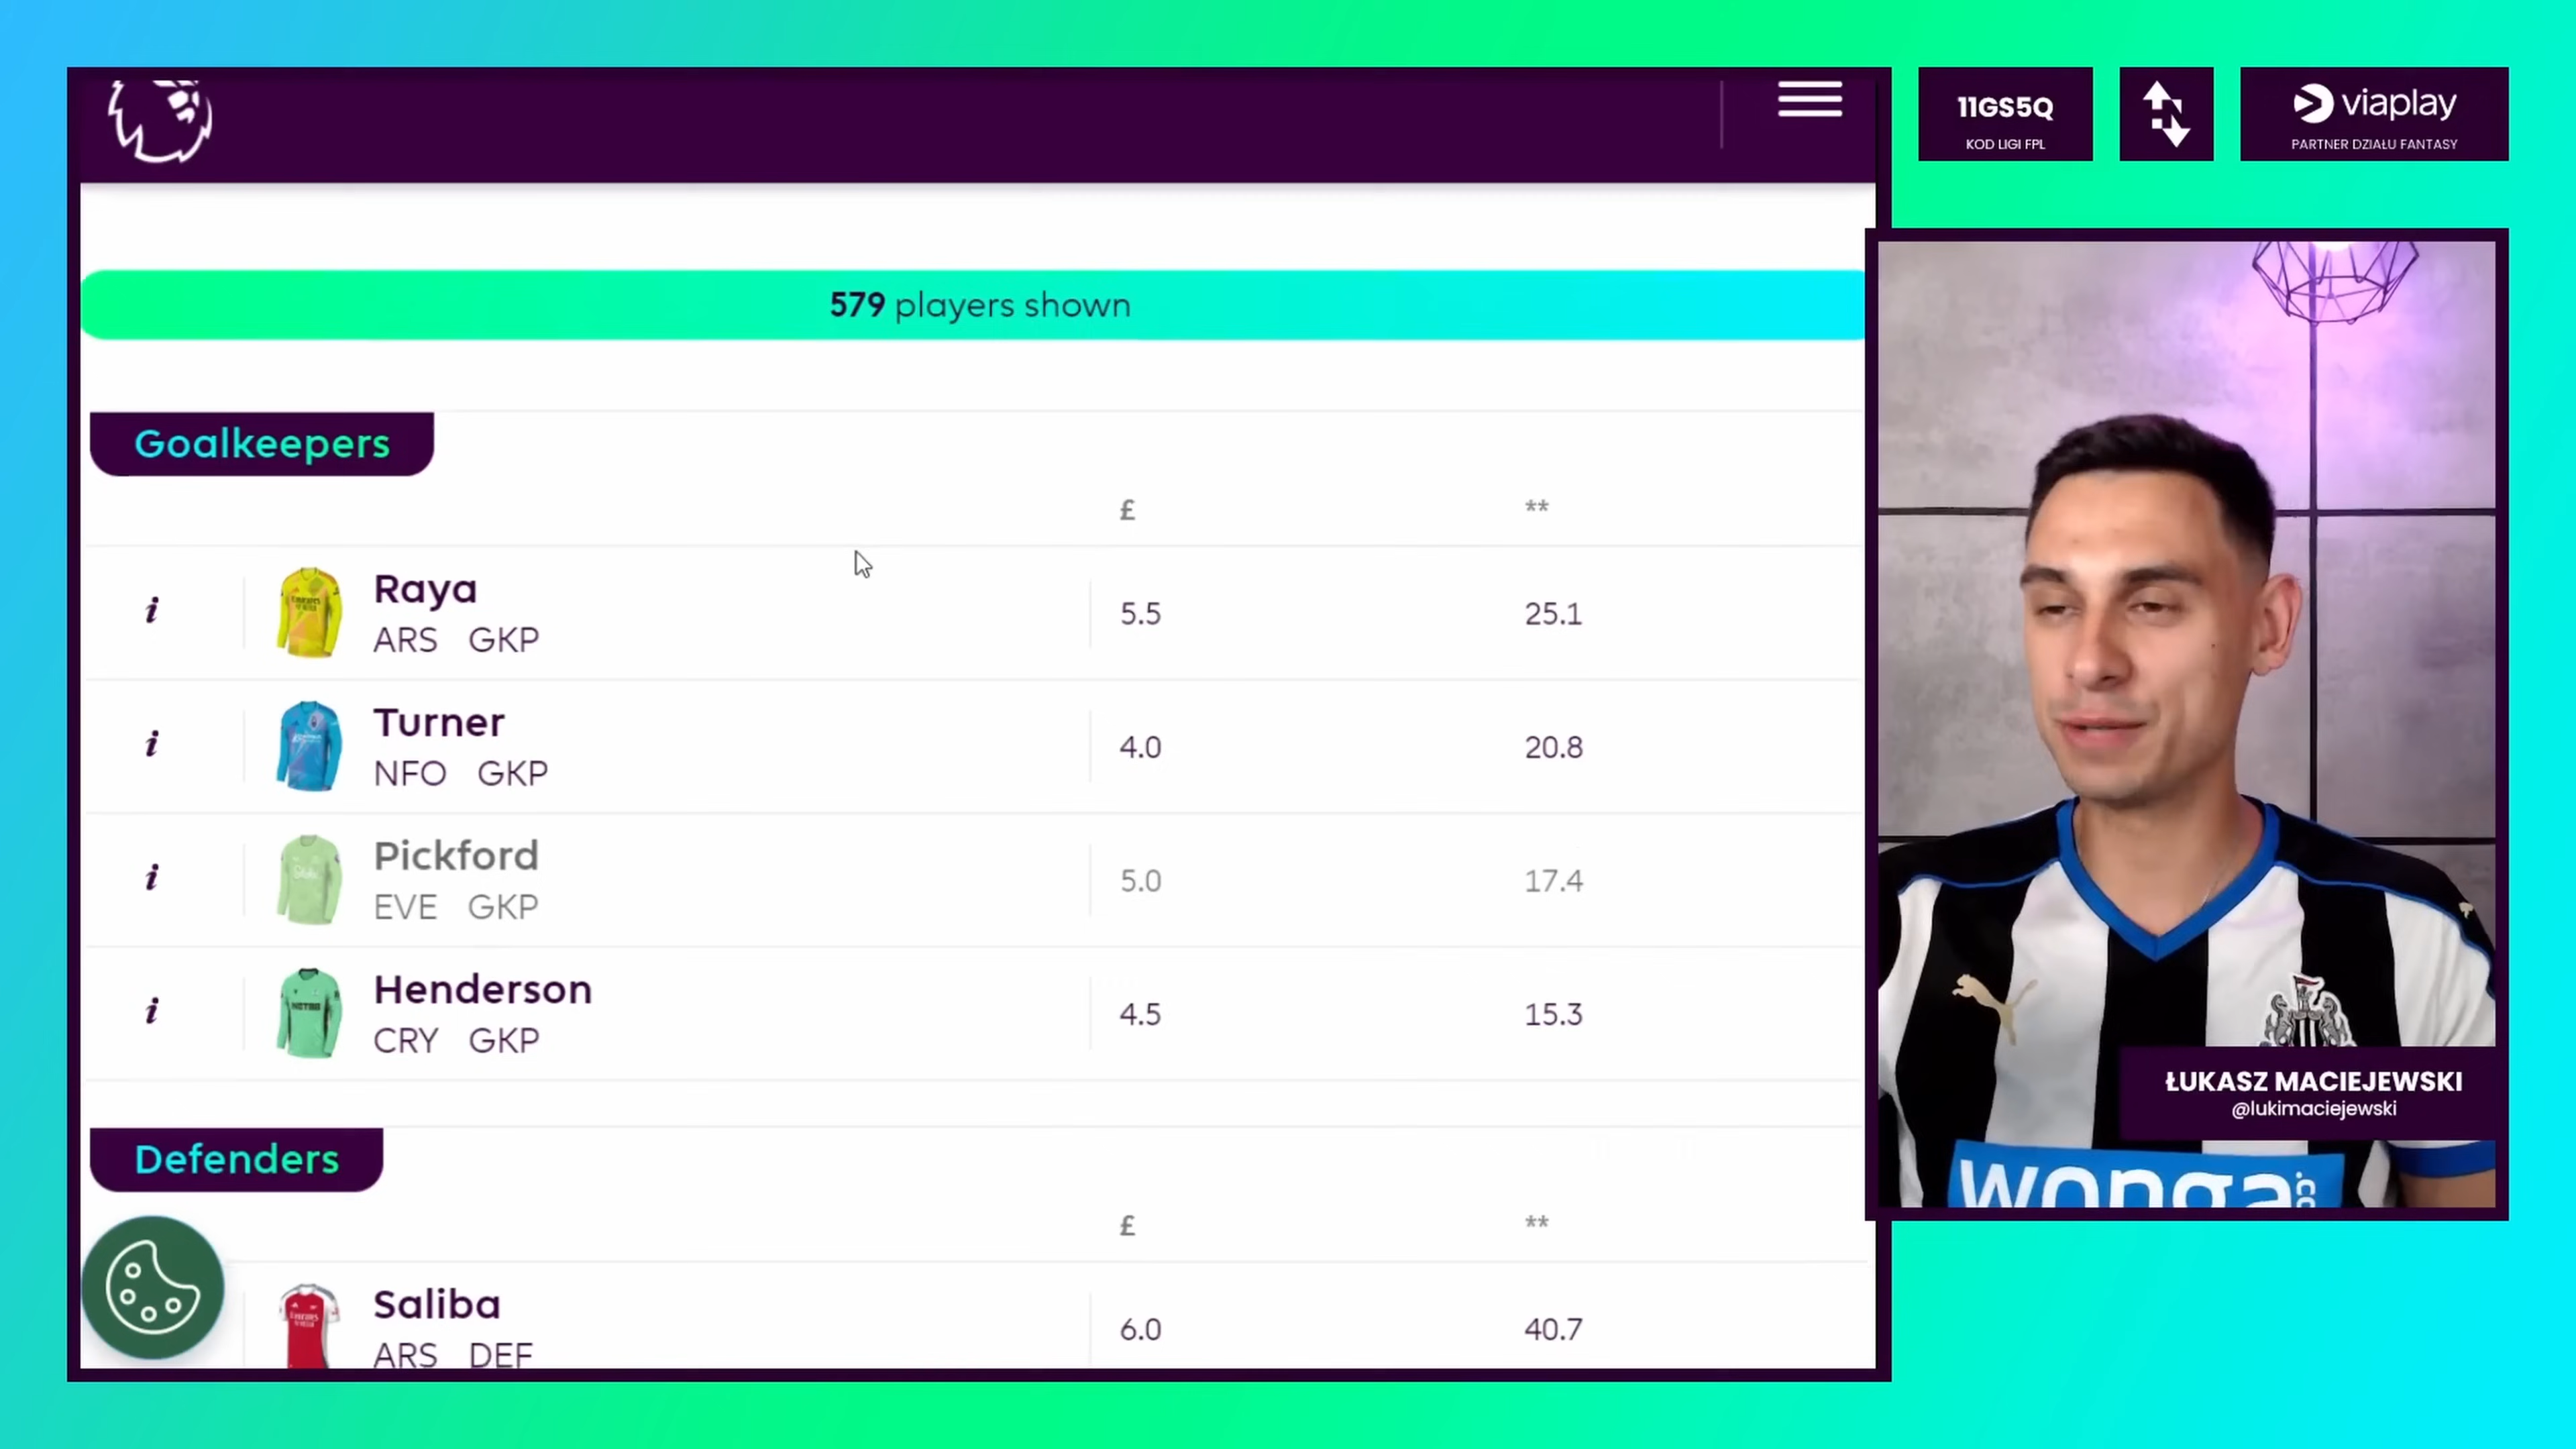 11GS5Q
KOD LIGI FPL
viaplay
PARTNER DZIAŁU FANTASY
579 players shown
Goalkeepers
£ **
i Raya 5.5 25.1
ARS GKP
i Turner 4.0 20.8
NFO GKP
i Pickford 5.0 17.4
EVE GKP
i Henderson 4.5 15.3
CRY GKP
Defenders
£ **
Saliba 6.0 40.7
ARS DEF
ŁUKASZ MACIEJEWSKI
@lukimaciejewski
wonga